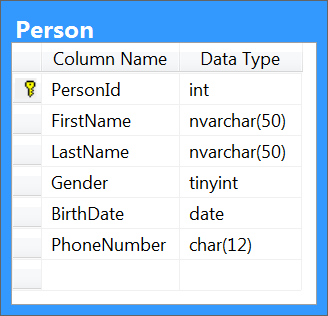 Person
Column Name Data Type
PersonId int
FirstName nvarchar(50)
LastName nvarchar(50)
Gender tinyint
BirthDate date
PhoneNumber char(12)